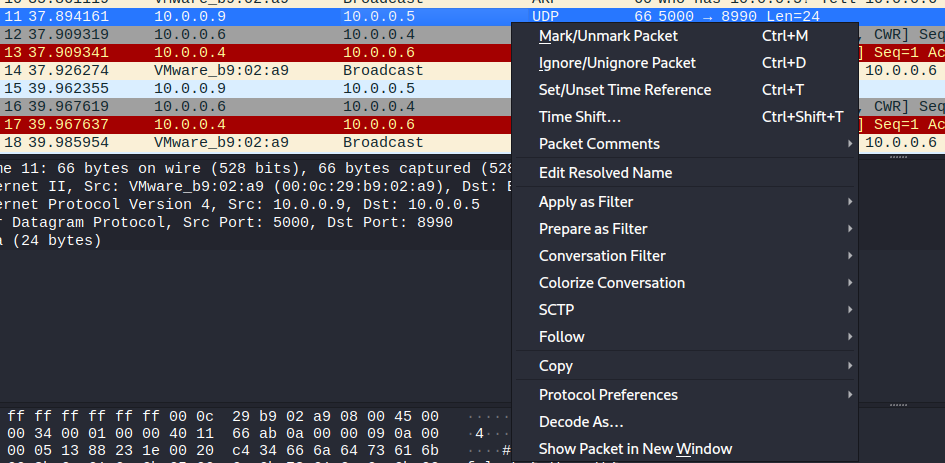 11 37.894161 10.0.0.9 10.0.0.5 UDP 66 5000 → 8990 Len=24
12 37.909319 10.0.0.6 10.0.0.4 , CWR] Seq
13 37.909341 10.0.0.4 10.0.0.6 ] Seq=1 Ac
14 37.926274 VMware_b9:02:a9 Broadcast 10.0.0.6
15 39.962355 10.0.0.9 10.0.0.5
16 39.967619 10.0.0.6 10.0.0.4 , CWR] Seq
17 39.967637 10.0.0.4 10.0.0.6 ] Seq=1 Ac
18 39.985954 VMware_b9:02:a9 Broadcast 10.0.0.6
Mark/Unmark Packet Ctrl+M
Ignore/Unignore Packet Ctrl+D
Set/Unset Time Reference Ctrl+T
Time Shift... Ctrl+Shift+T
Packet Comments
Edit Resolved Name
Apply as Filter
Prepare as Filter
Conversation Filter
Colorize Conversation
SCTP
Follow
Copy
Protocol Preferences
Decode As...
Show Packet in New Window
me 11: 66 bytes on wire (528 bits), 66 bytes captured (528
ernet II, Src: VMware_b9:02:a9 (00:0c:29:b9:02:a9), Dst:
ernet Protocol Version 4, Src: 10.0.0.9, Dst: 10.0.0.5
r Datagram Protocol, Src Port: 5000, Dst Port: 8990
a (24 bytes)
ff ff ff ff ff ff 00 0c 29 b9 02 a9 08 00 45 00 ·····
00 34 00 01 00 00 40 11 66 ab 0a 00 00 09 0a 00 ·4···
00 05 13 88 23 1e 00 20 c4 34 66 6a 64 73 61 6b ····#